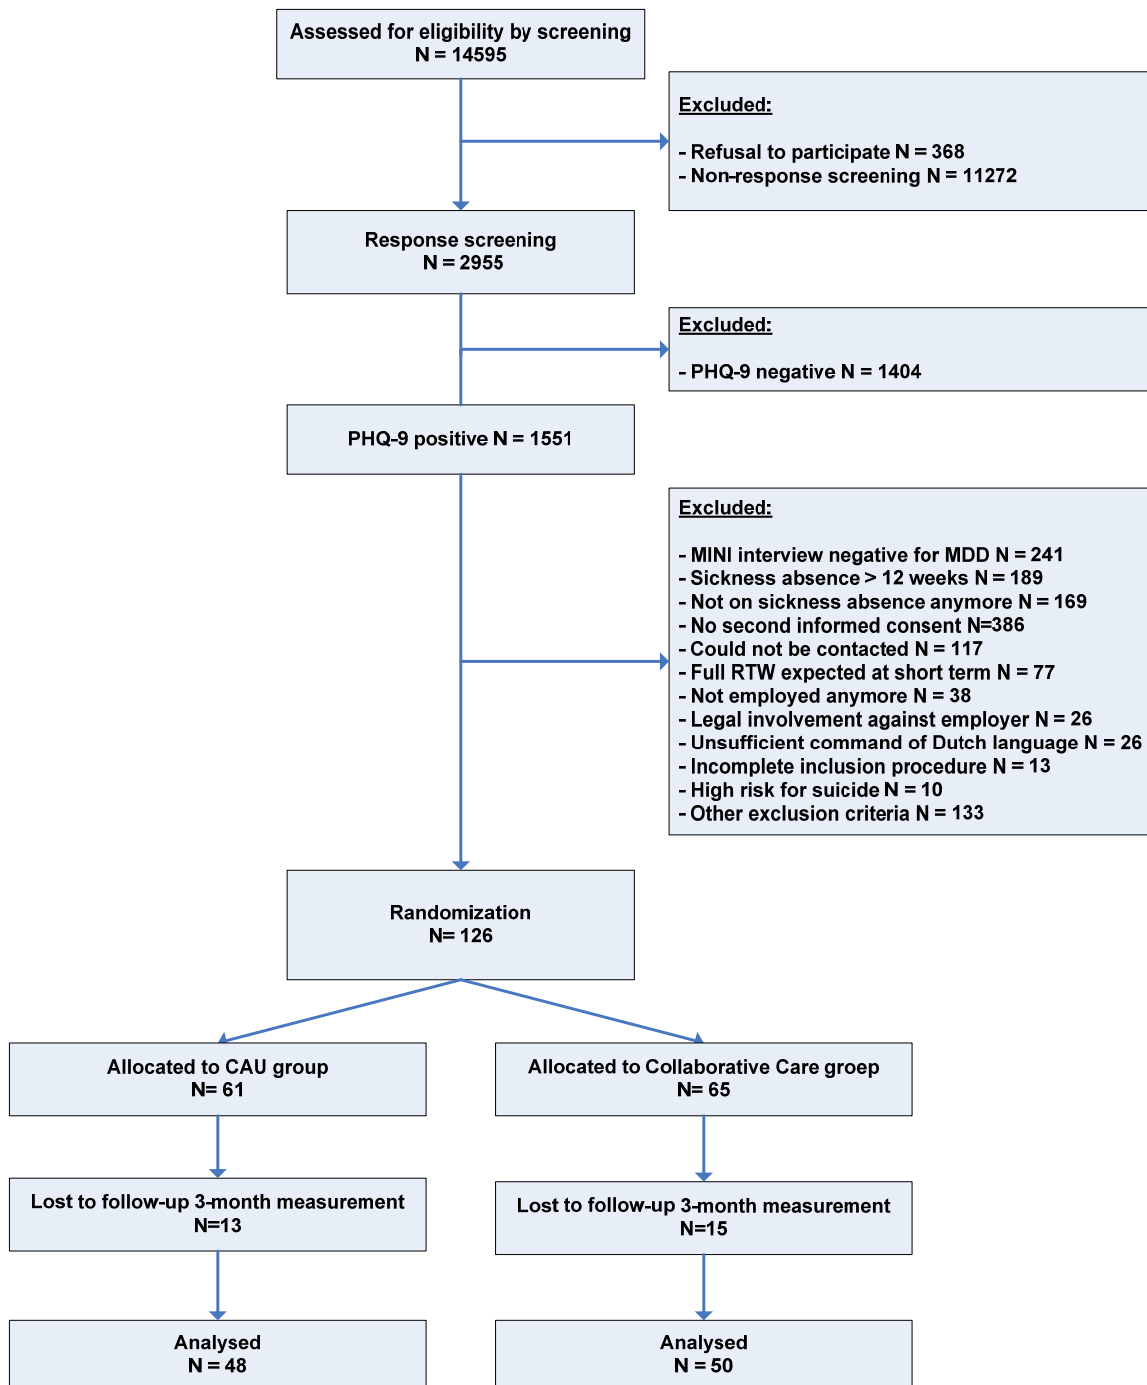 Assessed for eligibility by screening
N = 14595
Excluded:
- Refusal to participate N = 368
- Non-response screening N = 11272
Response screening
N = 2955
Excluded:
- PHQ-9 negative N = 1404
PHQ-9 positive N = 1551
Excluded:
- MINI interview negative for MDD N = 241
- Sickness absence > 12 weeks N = 189
- Not on sickness absence anymore N = 169
- No second informed consent N=386
- Could not be contacted N = 117
- Full RTW expected at short term N = 77
- Not employed anymore N = 38
- Legal involvement against employer N = 26
- Unsufficient command of Dutch language N = 26
- Incomplete inclusion procedure N = 13
- High risk for suicide N = 10
- Other exclusion criteria N = 133
Randomization
N= 126
Allocated to CAU group
N= 61
Allocated to Collaborative Care groep
N= 65
Lost to follow-up 3-month measurement
N=13
Lost to follow-up 3-month measurement
N=15
Analysed
N = 48
Analysed
N = 50